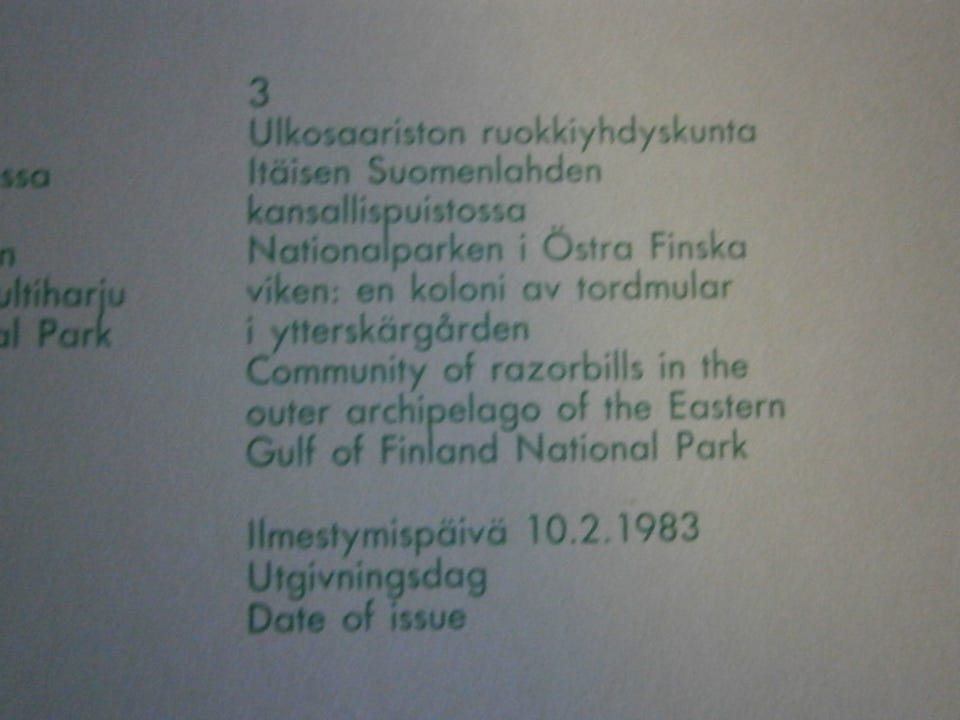 ssa
n
ultiharju
al Park
3
Ulkosaariston ruokkiyhdyskunta
Itäisen Suomenlahden
kansallispuistossa
Nationalparken i Östra Finska
viken: en koloni av tordmular
i ytterskärgården
Community of razorbills in the
outer archipelago of the Eastern
Gulf of Finland National Park
Ilmestymispäivä 10.2.1983
Utgivningsdag
Date of issue